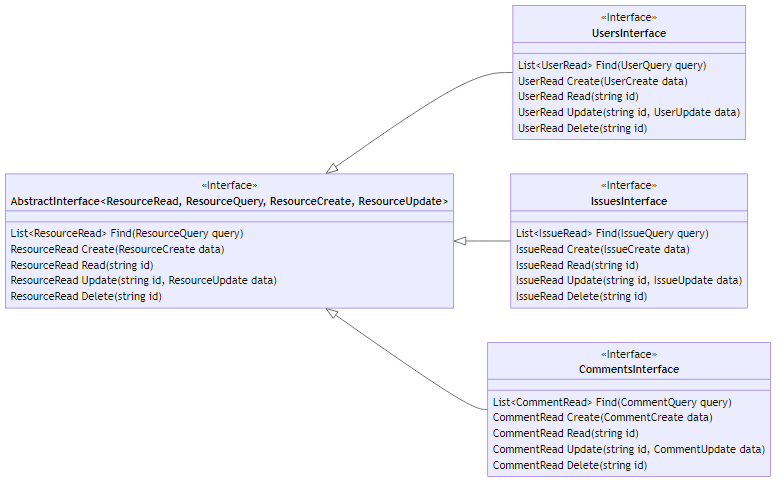 «Interface»
UsersInterface
List<UserRead> Find(UserQuery query)
UserRead Create(UserCreate data)
UserRead Read(string id)
UserRead Update(string id, UserUpdate data)
UserRead Delete(string id)
«Interface»
AbstractInterface<ResourceRead, ResourceQuery, ResourceCreate, ResourceUpdate>
List<ResourceRead> Find(ResourceQuery query)
ResourceRead Create(ResourceCreate data)
ResourceRead Read(string id)
ResourceRead Update(string id, ResourceUpdate data)
ResourceRead Delete(string id)
«Interface»
IssuesInterface
List<IssueRead> Find(IssueQuery query)
IssueRead Create(IssueCreate data)
IssueRead Read(string id)
IssueRead Update(string id, IssueUpdate data)
IssueRead Delete(string id)
«Interface»
CommentsInterface
List<CommentRead> Find(CommentQuery query)
CommentRead Create(CommentCreate data)
CommentRead Read(string id)
CommentRead Update(string id, CommentUpdate data)
CommentRead Delete(string id)